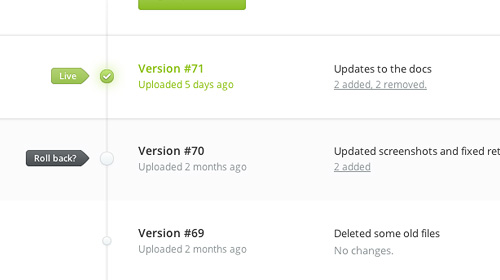 Live
Version #71
Uploaded 5 days ago
Updates to the docs
2 added, 2 removed.
Roll back?
Version #70
Uploaded 2 months ago
Updated screenshots and fixed
2 added
Version #69
Uploaded 2 months ago
Deleted some old files
No changes.